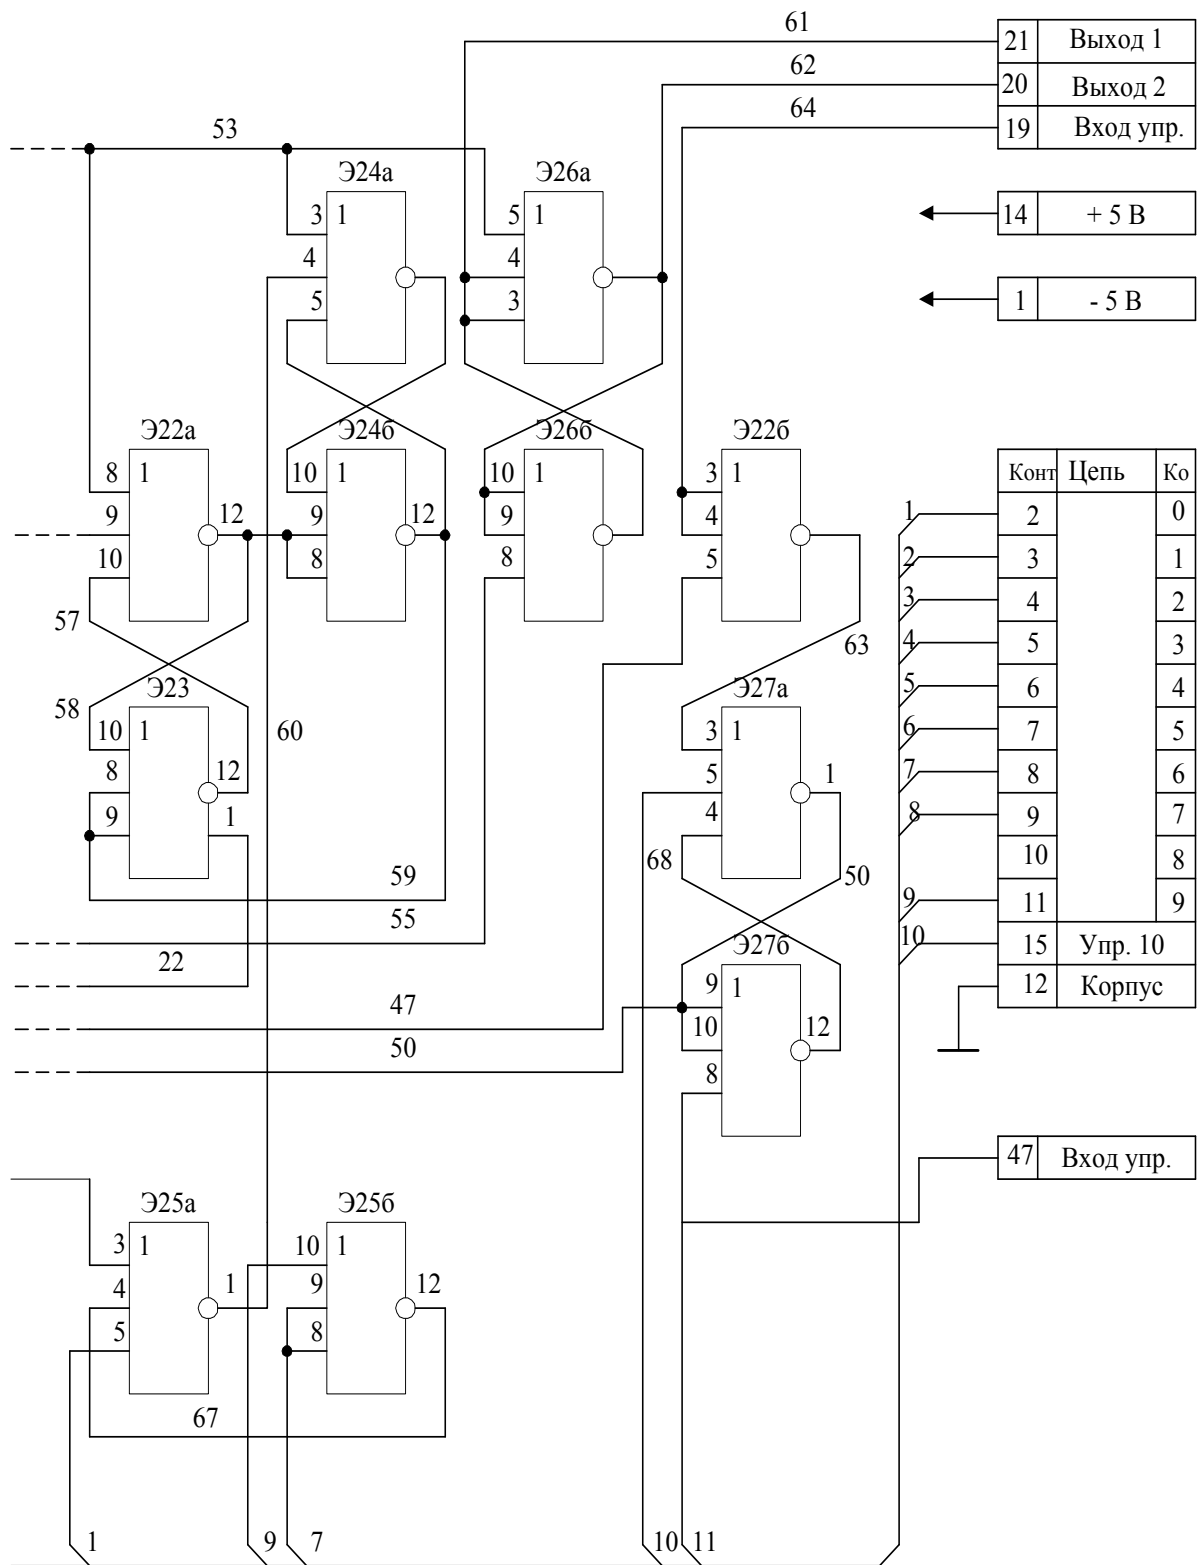 61
21 Выход 1
62
20 Выход 2
64
19 Вход упр.
53
Э24а
Э26а
3 1
4
5
5 1
4
3
14 + 5 В
1 - 5 В
Э22а
Э24б
Э26б
Э22б
8 1
9
10
12
10 1
9
8
12
10 1
9
8
3 1
4
5
Конт Цепь Ко
1 2 0
2 3 1
3 4 2
4 5 3
5 6 4
6 7 5
7 8 6
8 9 7
10 8
9 11 9
10 15 Упр. 10
12 Корпус
57
58
63
Э23
60
Э27а
10 1
8
9
12
1
3 1
5
4
1
59
68
50
55
22
Э27б
47
9 1
10
8
12
50
47 Вход упр.
Э25а
Э25б
3 1
4
5
1
10 1
9
8
12
67
1
9
7
10
11